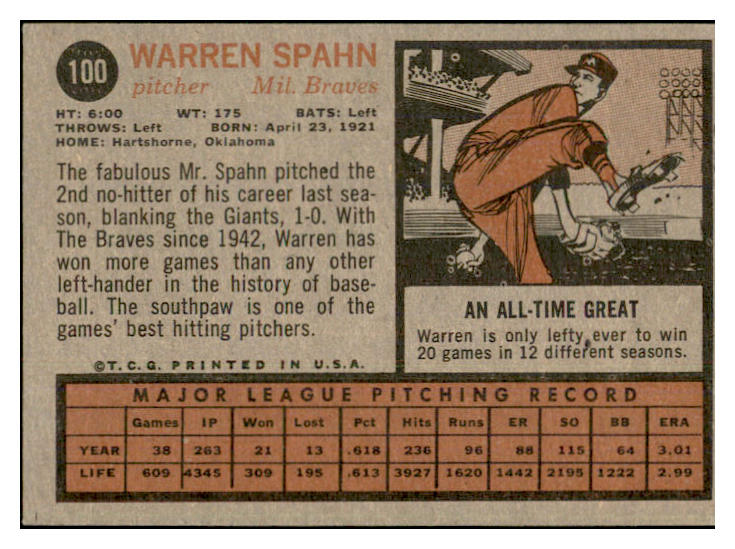 100
WARREN SPAHN
pitcher Mil. Braves
HT: 6:00 WT: 175 BATS: Left
THROWS: Left BORN: April 23, 1921
HOME: Hartshorne, Oklahoma
The fabulous Mr. Spahn pitched the
2nd no-hitter of his career last sea-
son, blanking the Giants, 1-0. With
The Braves since 1942, Warren has
won more games than any other
left-hander in the history of base-
ball. The southpaw is one of the
games' best hitting pitchers.
©T.C.G. PRINTED IN U.S.A.
M
AN ALL-TIME GREAT
Warren is only lefty ever to win
20 games in 12 different seasons.
MAJOR LEAGUE PITCHING RECORD
Games IP Won Lost Pct Hits Runs ER SO BB ERA
YEAR 38 263 21 13 .618 236 96 88 115 64 3.01
LIFE 609 4345 309 195 .613 3927 1620 1442 2195 1222 2.99